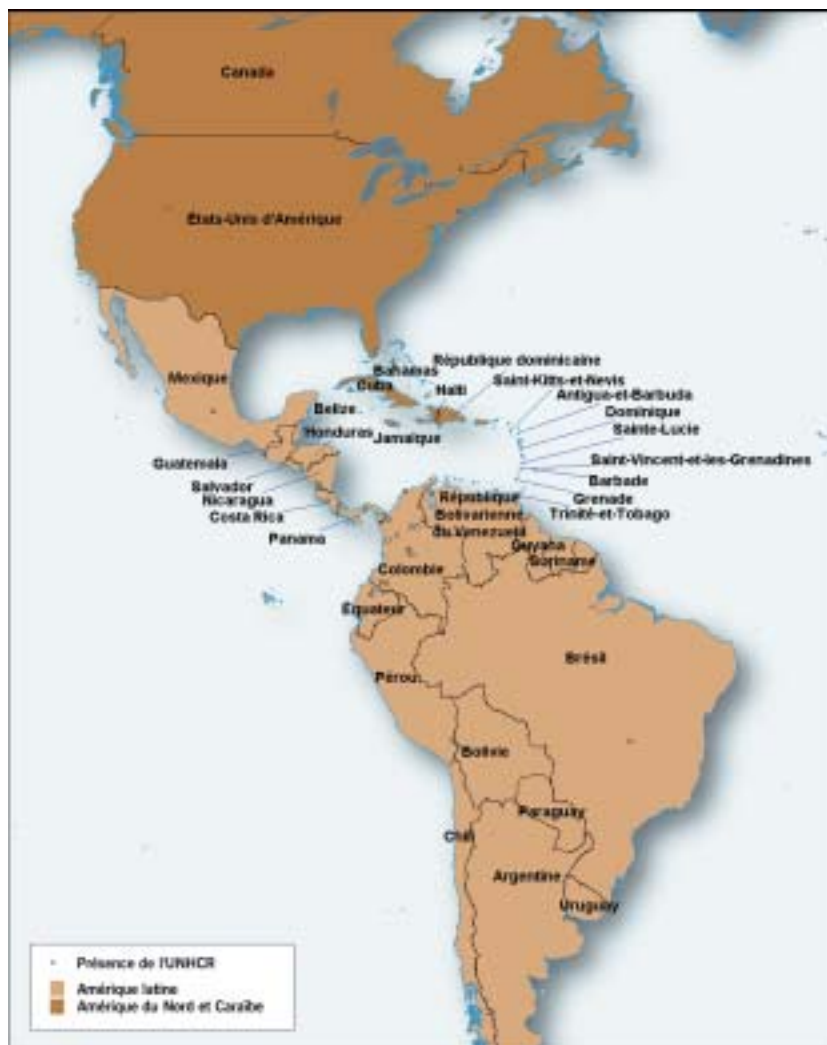 Canada
États-Unis d'Amérique
République dominicaine
Bahamas
Saint-Kitts-et-Nevis
Mexique
Cuba
Haïti
Antigua-et-Barbuda
Belize
Dominique
Sainte-Lucie
Honduras
Jamaïque
Guatemala
Saint-Vincent-et-les-Grenadines
Salvador
Barbade
Nicaragua
République
Grenade
Costa Rica
Bolivarienne
Trinité-et-Tobago
du Venezuela
Panama
Guyana
Suriname
Colombie
Équateur
Brésil
Pérou
Bolivie
Paraguay
Chili
Argentine
Uruguay
Présence de l'UNHCR
Amérique latine
Amérique du Nord et Caraïbe